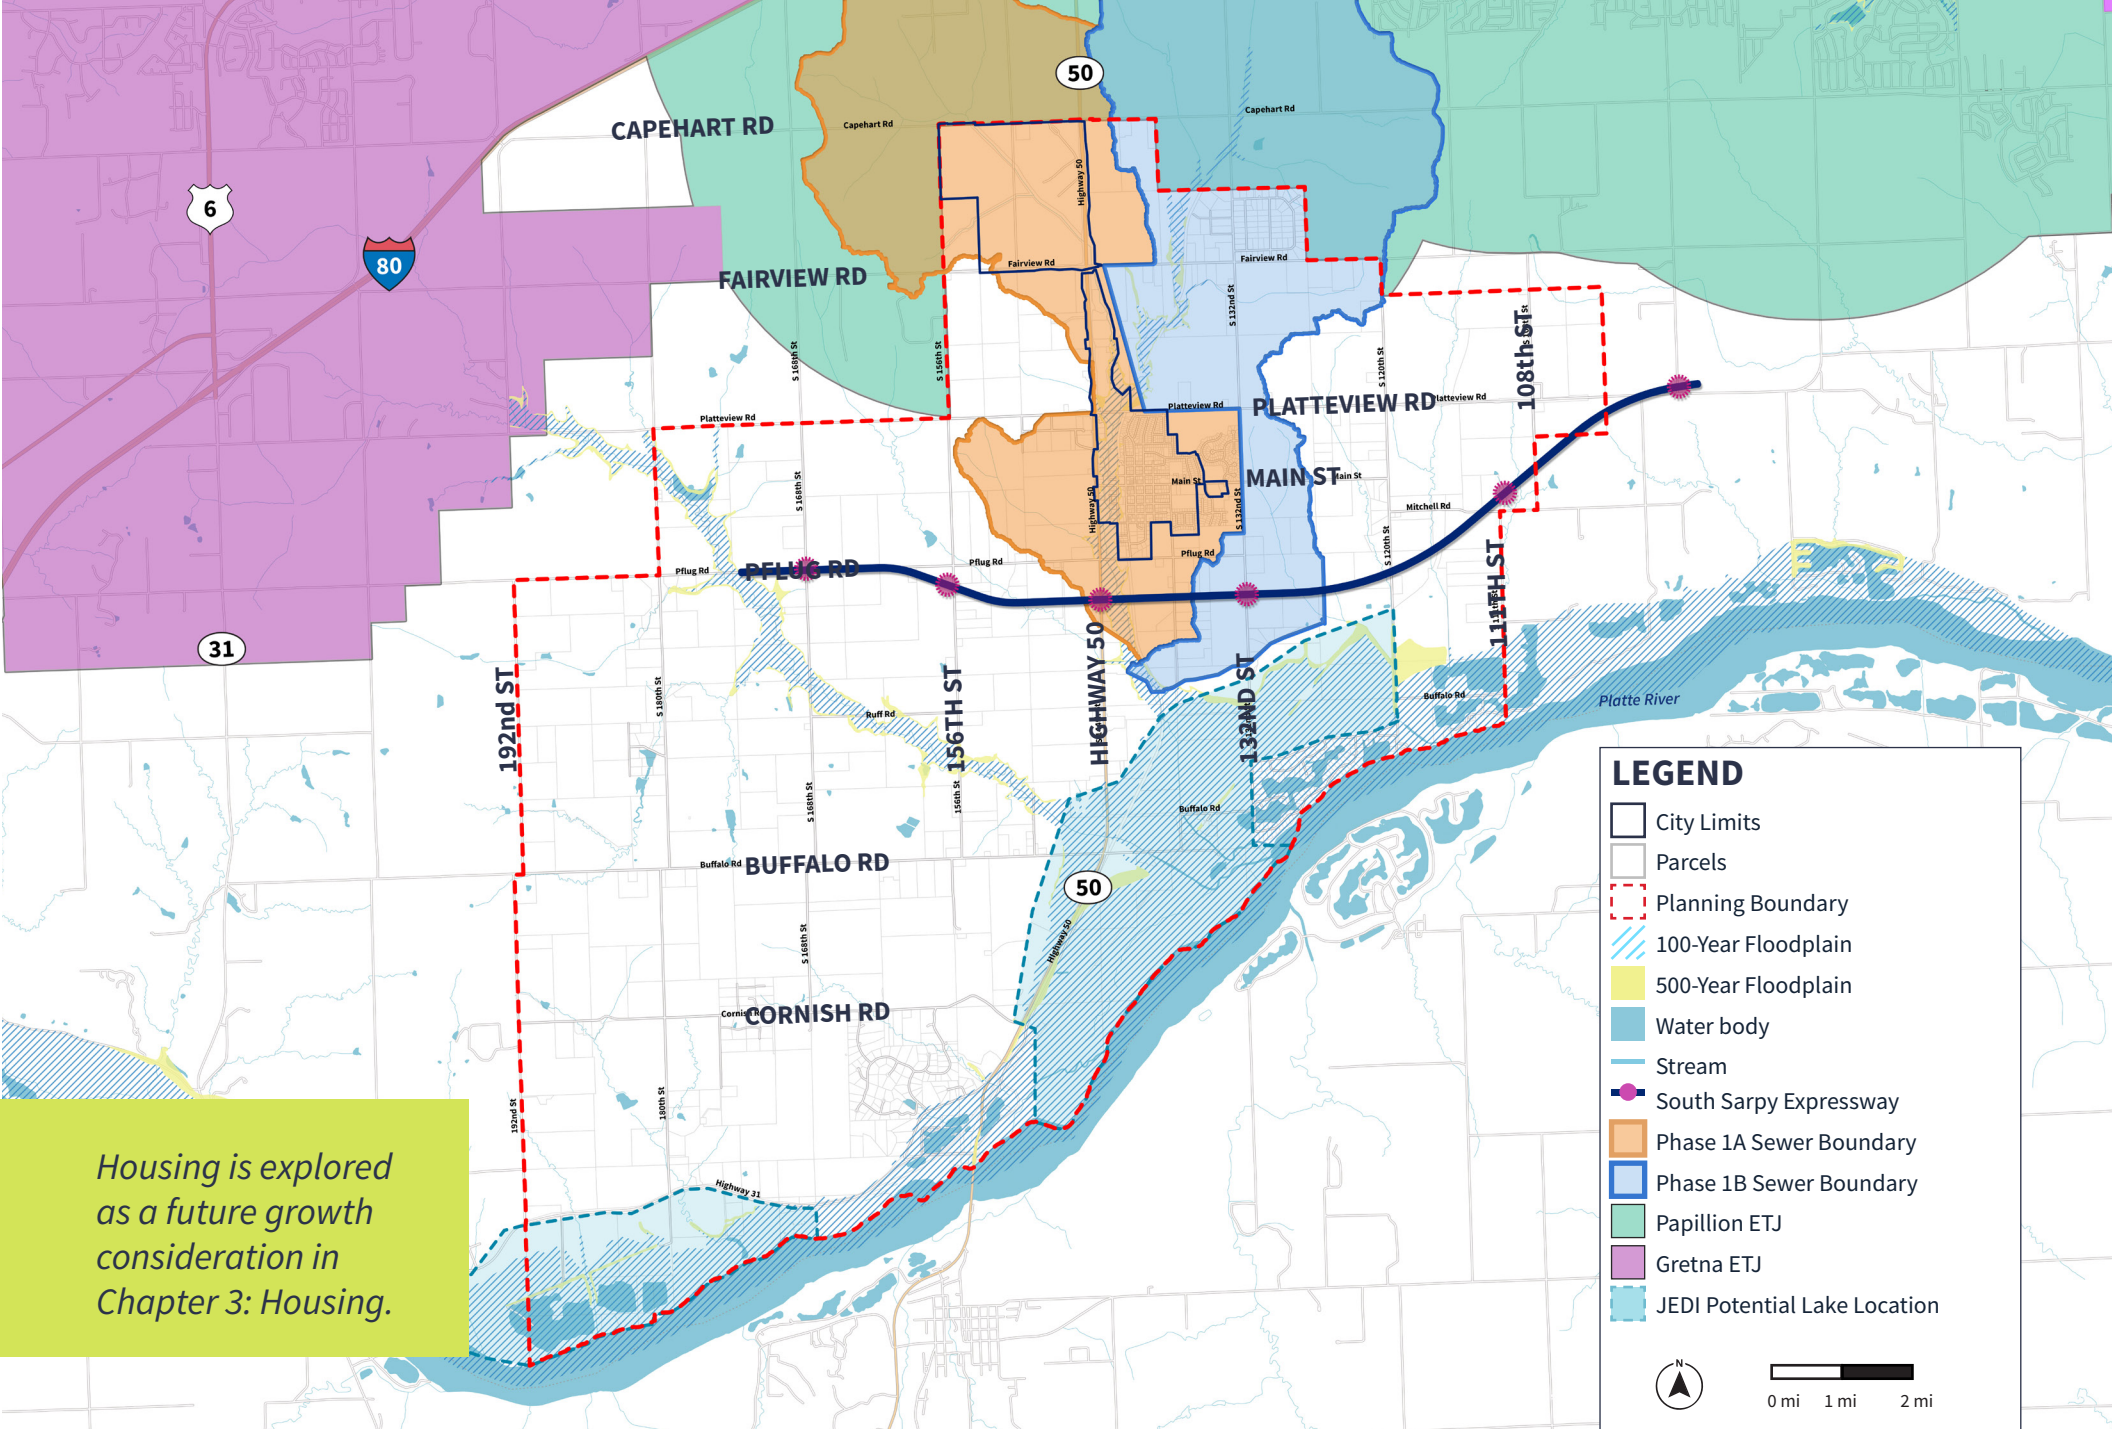 50
CAPEHART RD
Capehart Rd
Capehart Rd
Highway 50
6
80
FAIRVIEW RD
Fairview Rd
Fairview Rd
S 132nd St
S 168th St
S 156th St
S 120th St
108th ST
Platteview Rd
Platteview Rd
PLATTEVIEW RD
Platteview Rd
S 168th St
Highway 50
Main St
S 132nd St
MAIN ST
Main St
Mitchell Rd
S 120th St
Pflug Rd
PFLUG RD
Pflug Rd
Pflug Rd
111TH ST
31
192nd ST
S 180th St
156TH ST
HIGHWAY 50
132ND ST
Ruff Rd
Buffalo Rd
Platte River
S 168th St
156th St
Buffalo Rd
Buffalo Rd
BUFFALO RD
50
Highway 50
S 168th St
Cornish Rd
CORNISH RD
192nd St
180th St
Highway 31
Housing is explored
as a future growth
consideration in
Chapter 3: Housing.
LEGEND
City Limits
Parcels
Planning Boundary
100-Year Floodplain
500-Year Floodplain
Water body
Stream
South Sarpy Expressway
Phase 1A Sewer Boundary
Phase 1B Sewer Boundary
Papillion ETJ
Gretna ETJ
JEDI Potential Lake Location
N
0 mi 1 mi 2 mi